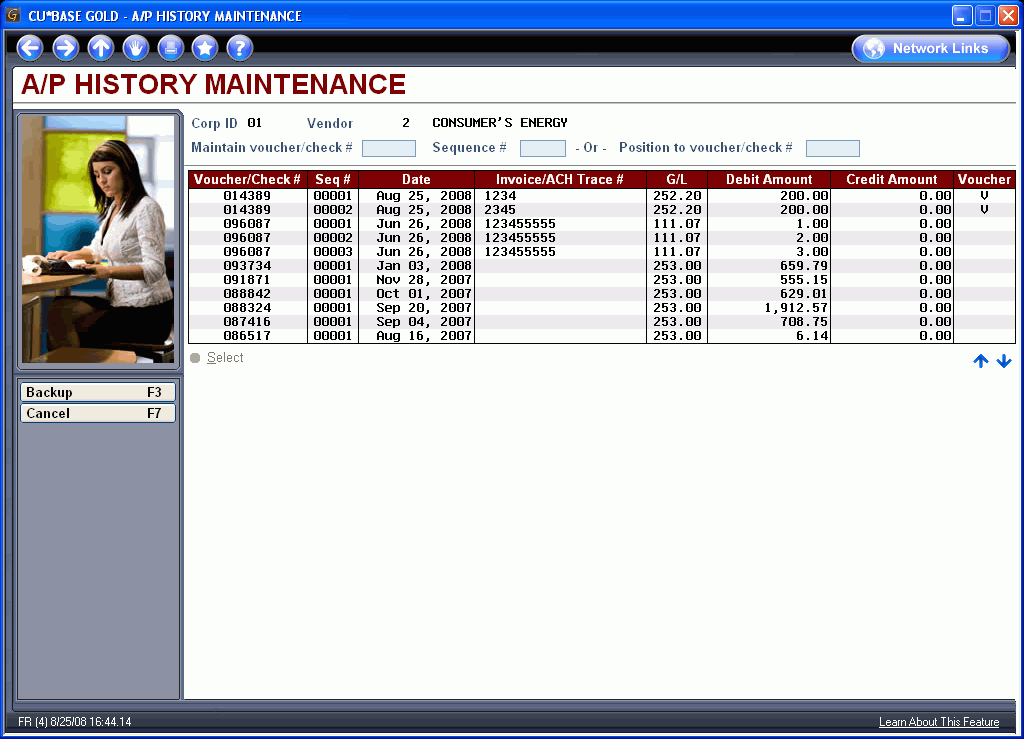 CU*BASE GOLD - A/P HISTORY MAINTENANCE
Network Links
A/P HISTORY MAINTENANCE
Corp ID 01 Vendor 2 CONSUMER'S ENERGY
Maintain voucher/check # Sequence # - Or - Position to voucher/check #
Voucher/Check # Seq # Date Invoice/ACH Trace # G/L Debit Amount Credit Amount Voucher
014389 00001 Aug 25, 2008 1234 252.20 200.00 0.00 V
014389 00002 Aug 25, 2008 2345 252.20 200.00 0.00 V
096087 00001 Jun 26, 2008 123455555 111.07 1.00 0.00
096087 00002 Jun 26, 2008 123455555 111.07 2.00 0.00
096087 00003 Jun 26, 2008 123455555 111.07 3.00 0.00
093734 00001 Jan 03, 2008 253.00 659.79 0.00
091871 00001 Nov 28, 2007 253.00 555.15 0.00
088842 00001 Oct 01, 2007 253.00 629.01 0.00
088324 00001 Sep 20, 2007 253.00 1,912.57 0.00
087416 00001 Sep 04, 2007 253.00 708.75 0.00
086517 00001 Aug 16, 2007 253.00 6.14 0.00
Select
Backup F3
Cancel F7
FR (4) 8/25/08 16:44.14
Learn About This Feature